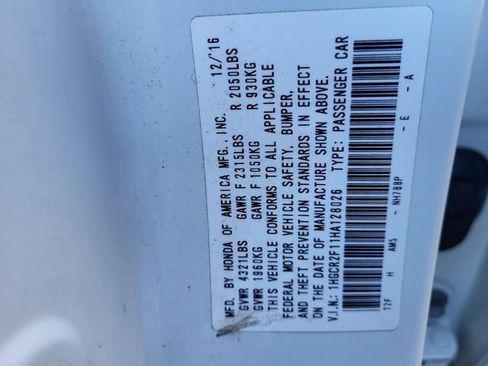 MFD. BY HONDA OF AMERICA MFG., INC. 12/16
GVWR 4321LBS GAWR F 2315LBS R 2050LBS
GVWR 1960KG GAWR F 1050KG R 930KG
THIS VEHICLE CONFORMS TO ALL APPLICABLE
FEDERAL MOTOR VEHICLE SAFETY, BUMPER,
AND THEFT PREVENTION STANDARDS IN EFFECT
ON THE DATE OF MANUFACTURE SHOWN ABOVE.
V.I.N.: 1HGCR2F11HA128026 TYPE: PASSENGER CAR
T2F H AM5 NH788P - E - A